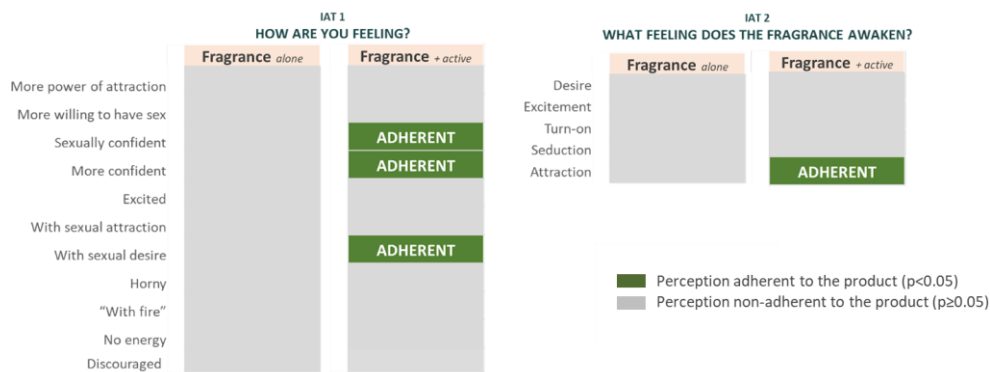 IAT 1
HOW ARE YOU FEELING?
Fragrance alone
Fragrance + active
More power of attraction
More willing to have sex
Sexually confident
ADHERENT
More confident
ADHERENT
Excited
With sexual attraction
With sexual desire
ADHERENT
Horny
“With fire”
No energy
Discouraged
IAT 2
WHAT FEELING DOES THE FRAGRANCE AWAKEN?
Fragrance alone
Fragrance + active
Desire
Excitement
Turn-on
Seduction
Attraction
ADHERENT
Perception adherent to the product (p<0.05)
Perception non-adherent to the product (p≥0.05)